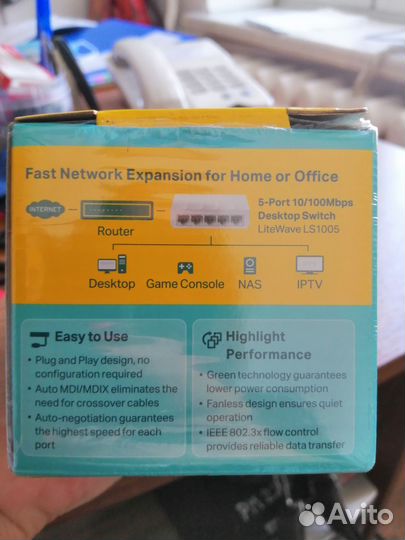 Fast Network Expansion for Home or Office
INTERNET
Router
5-Port 10/100Mbps
Desktop Switch
LiteWave LS1005
Desktop
Game Console
NAS
IPTV
Easy to Use
• Plug and Play design, no
configuration required
• Auto MDI/MDIX eliminates the
need for crossover cables
• Auto-negotiation guarantees
the highest speed for each
port
Highlight
Performance
• Green technology guarantees
lower power consumption
• Fanless design ensures quiet
operation
• IEEE 802.3x flow control
provides reliable data transfer
Avito